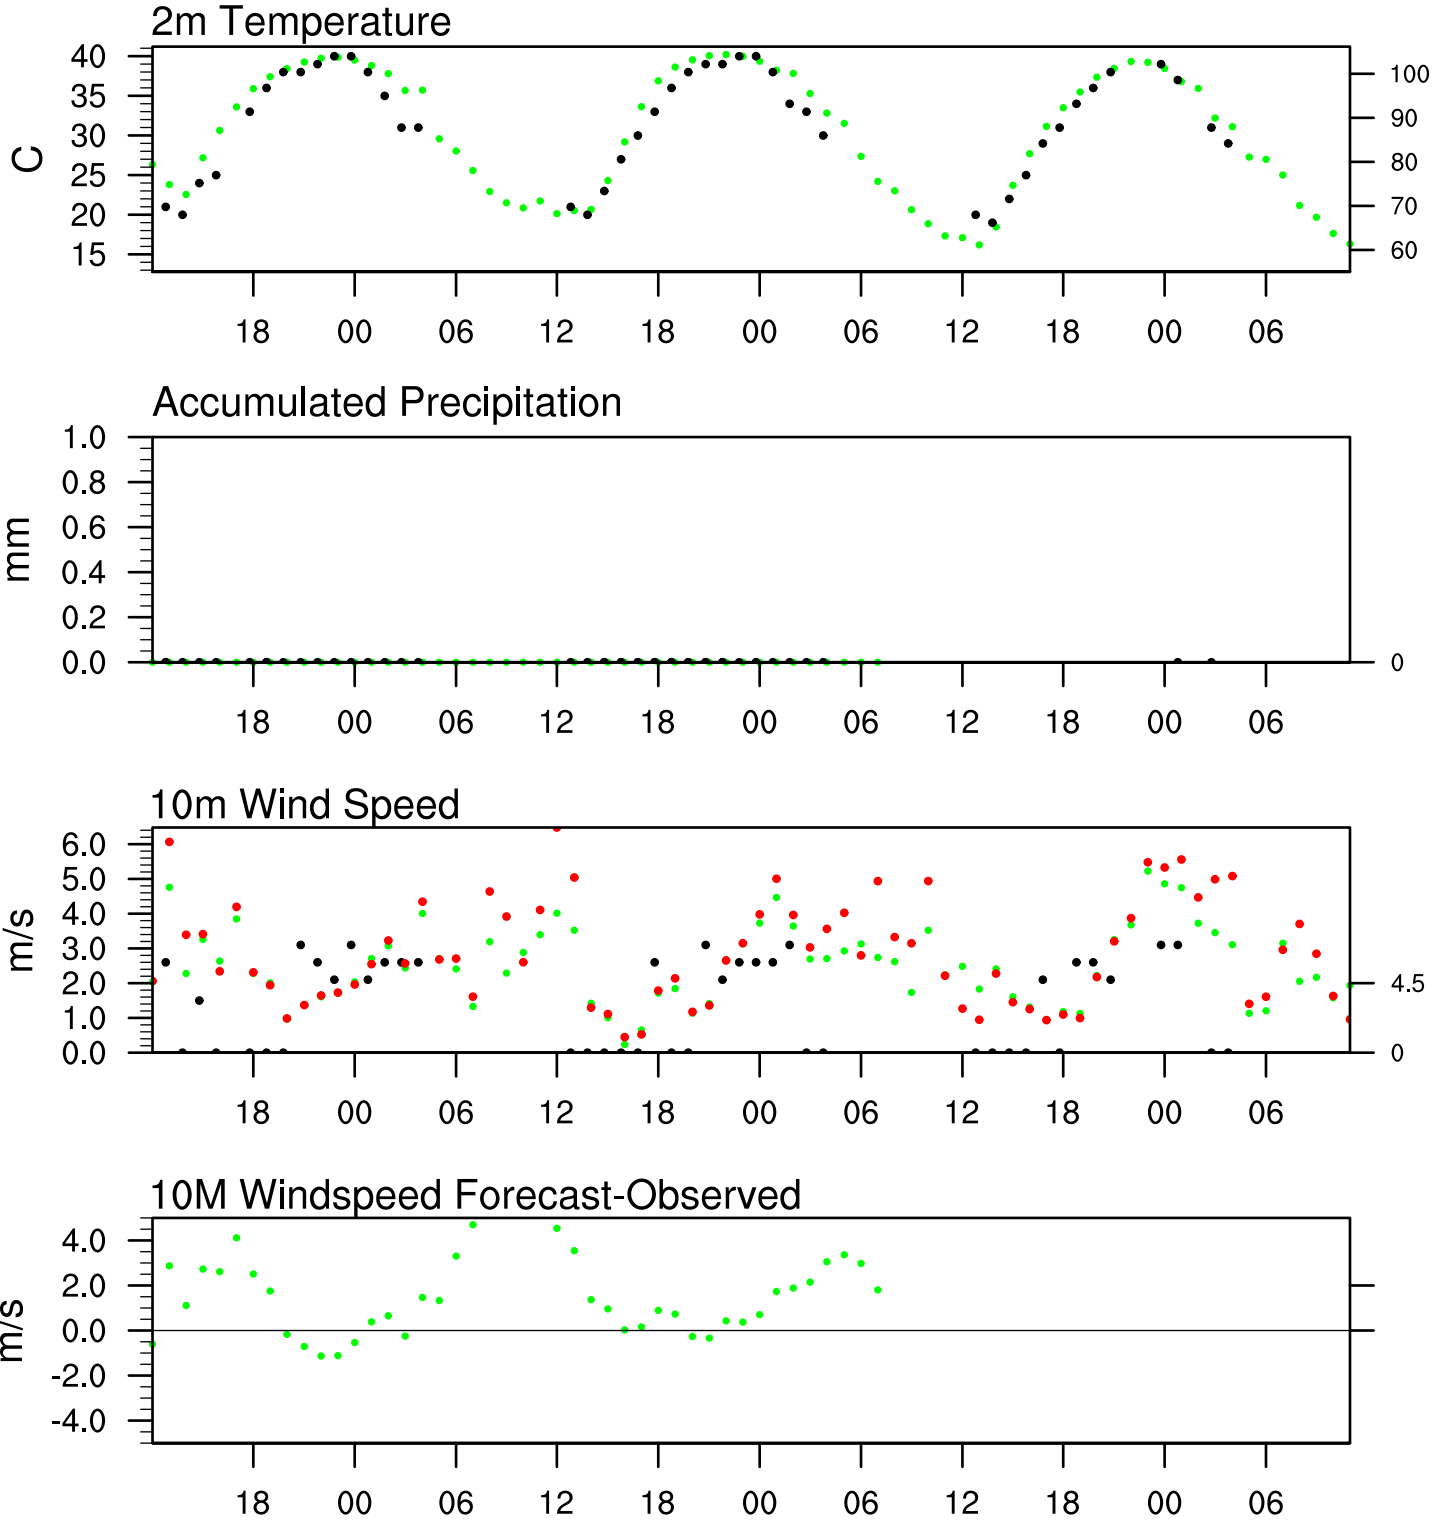 2m Temperature
40
35
30
25
20
15
C
100
90
80
70
60
18 00 06 12 18 00 06 12 18 00 06
Accumulated Precipitation
1.0
0.8
0.6
0.4
0.2
0.0
mm
0
18 00 06 12 18 00 06 12 18 00 06
10m Wind Speed
6.0
5.0
4.0
3.0
2.0
1.0
0.0
m/s
4.5
0
18 00 06 12 18 00 06 12 18 00 06
10M Windspeed Forecast-Observed
4.0
2.0
0.0
-2.0
-4.0
m/s
18 00 06 12 18 00 06 12 18 00 06